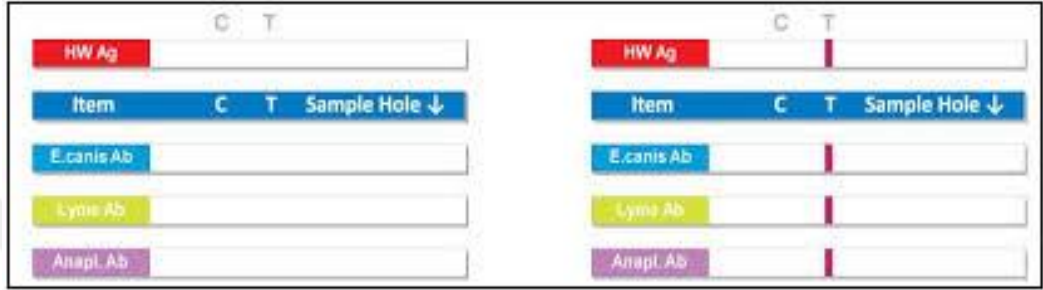 C T
HW Ag
Item C T Sample Hole ↓
E.canis Ab
Lyme Ab
Anapl. Ab
C T
HW Ag
Item C T Sample Hole ↓
E.canis Ab
Lyme Ab
Anapl. Ab